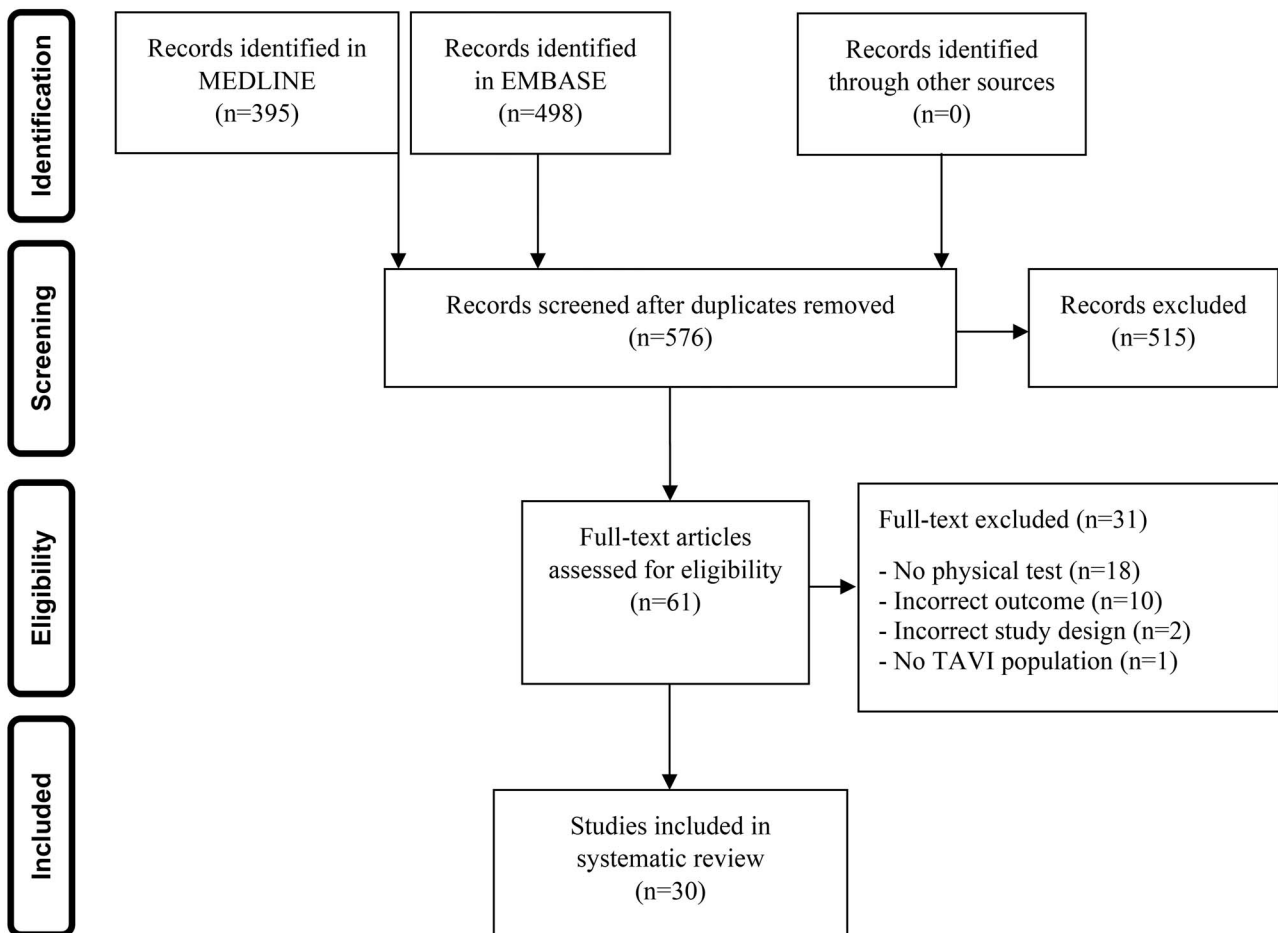 Identification
Records identified in
MEDLINE
(n=395)
Records identified
in EMBASE
(n=498)
Records identified
through other sources
(n=0)
Screening
Records screened after duplicates removed
(n=576)
Records excluded
(n=515)
Eligibility
Full-text articles
assessed for eligibility
(n=61)
Full-text excluded (n=31)
- No physical test (n=18)
- Incorrect outcome (n=10)
- Incorrect study design (n=2)
- No TAVI population (n=1)
Included
Studies included in
systematic review
(n=30)